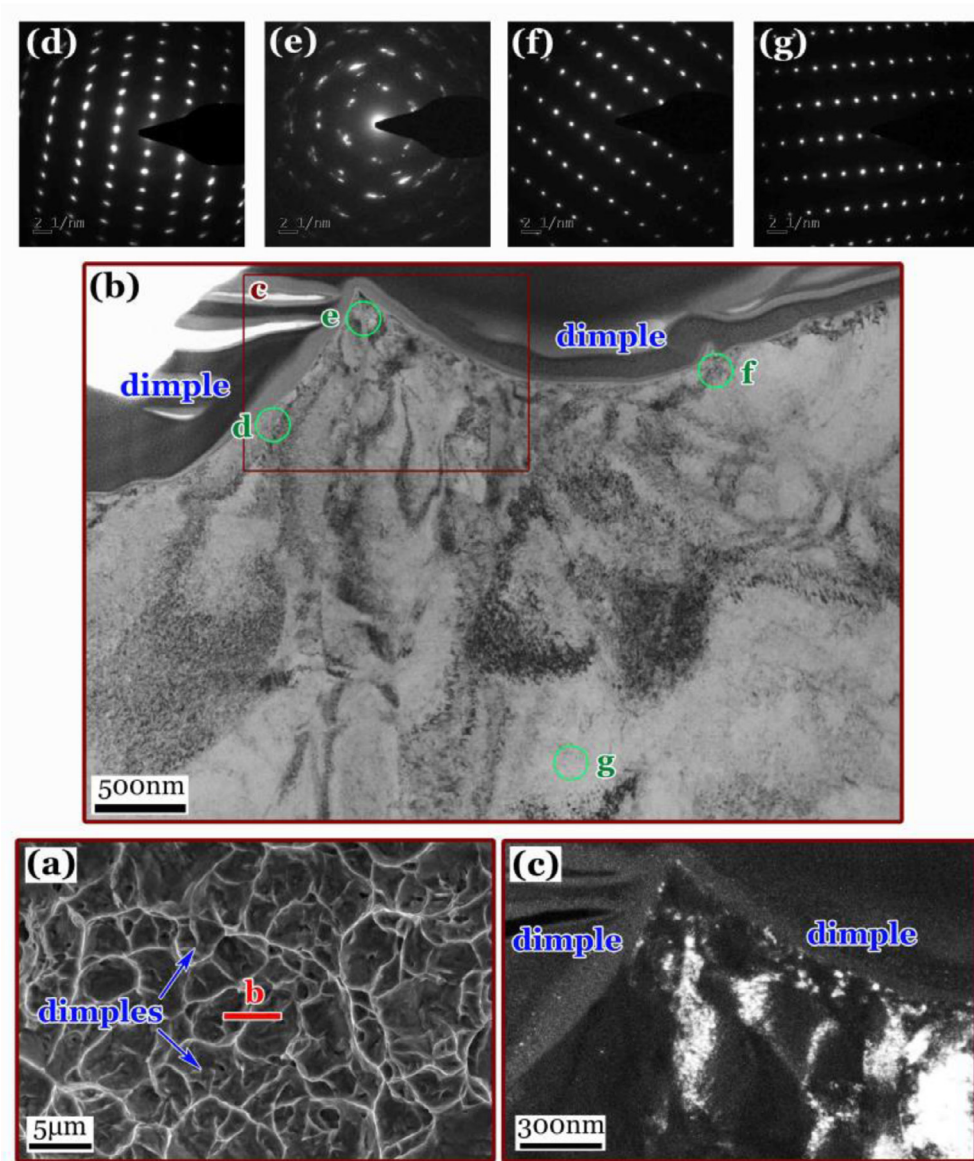 (d)
(e)
(f)
(g)
2 1/nm
2 1/nm
2 1/nm
2 1/nm
(b)
c
e
dimple
f
dimple
d
g
500nm
(a)
(c)
dimple
dimple
b
dimples
5µm
300nm